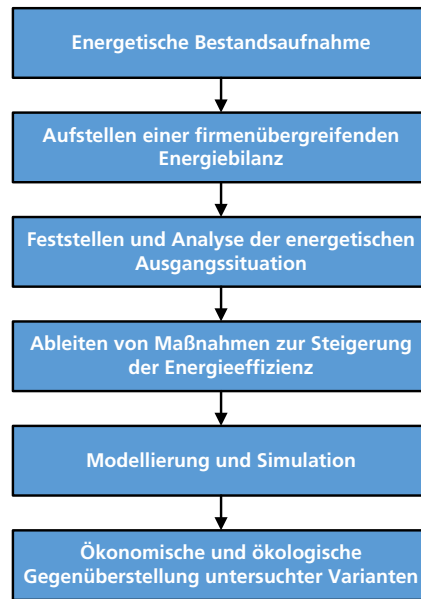 Energetische Bestandsaufnahme
Aufstellen einer firmenübergreifenden
Energiebilanz
Feststellen und Analyse der energetischen
Ausgangssituation
Ableiten von Maßnahmen zur Steigerung
der Energieeffizienz
Modellierung und Simulation
Ökonomische und ökologische
Gegenüberstellung untersuchter Varianten